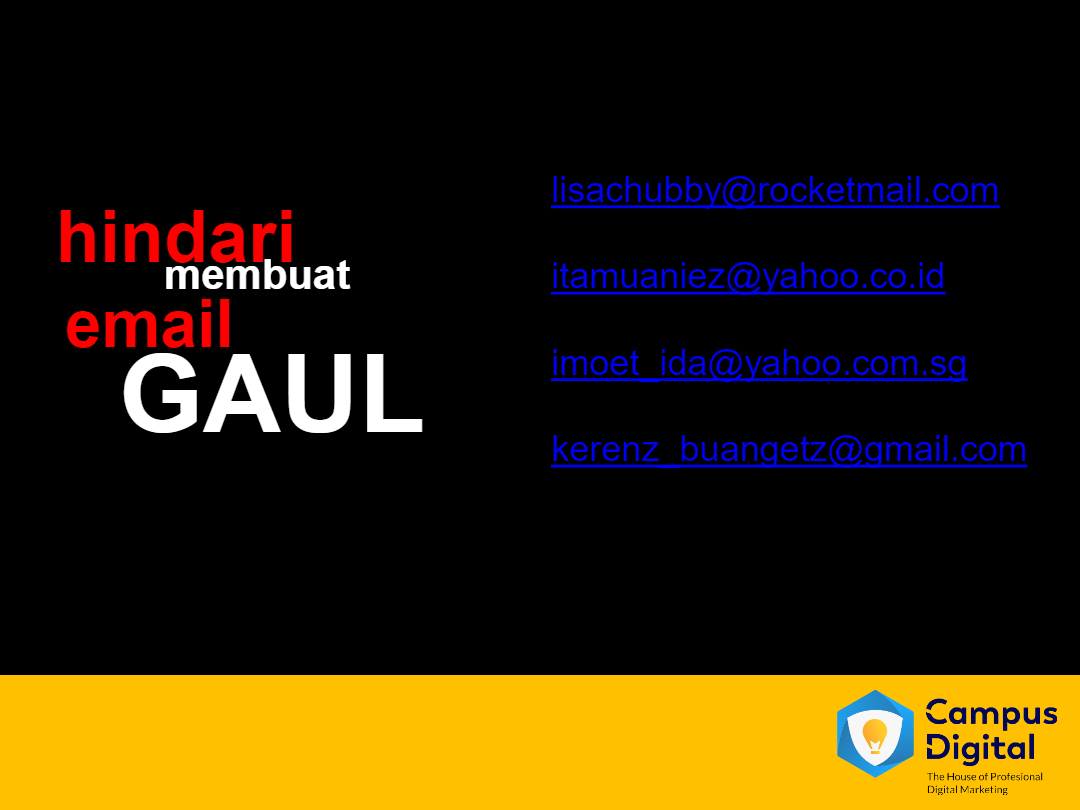 hindari
membuat
email
GAUL
lisachubby@rocketmail.com
itamuaniez@yahoo.co.id
imoet_ida@yahoo.com.sg
kerenz_buangetz@gmail.com
Campus
Digital
The House of Profesional
Digital Marketing